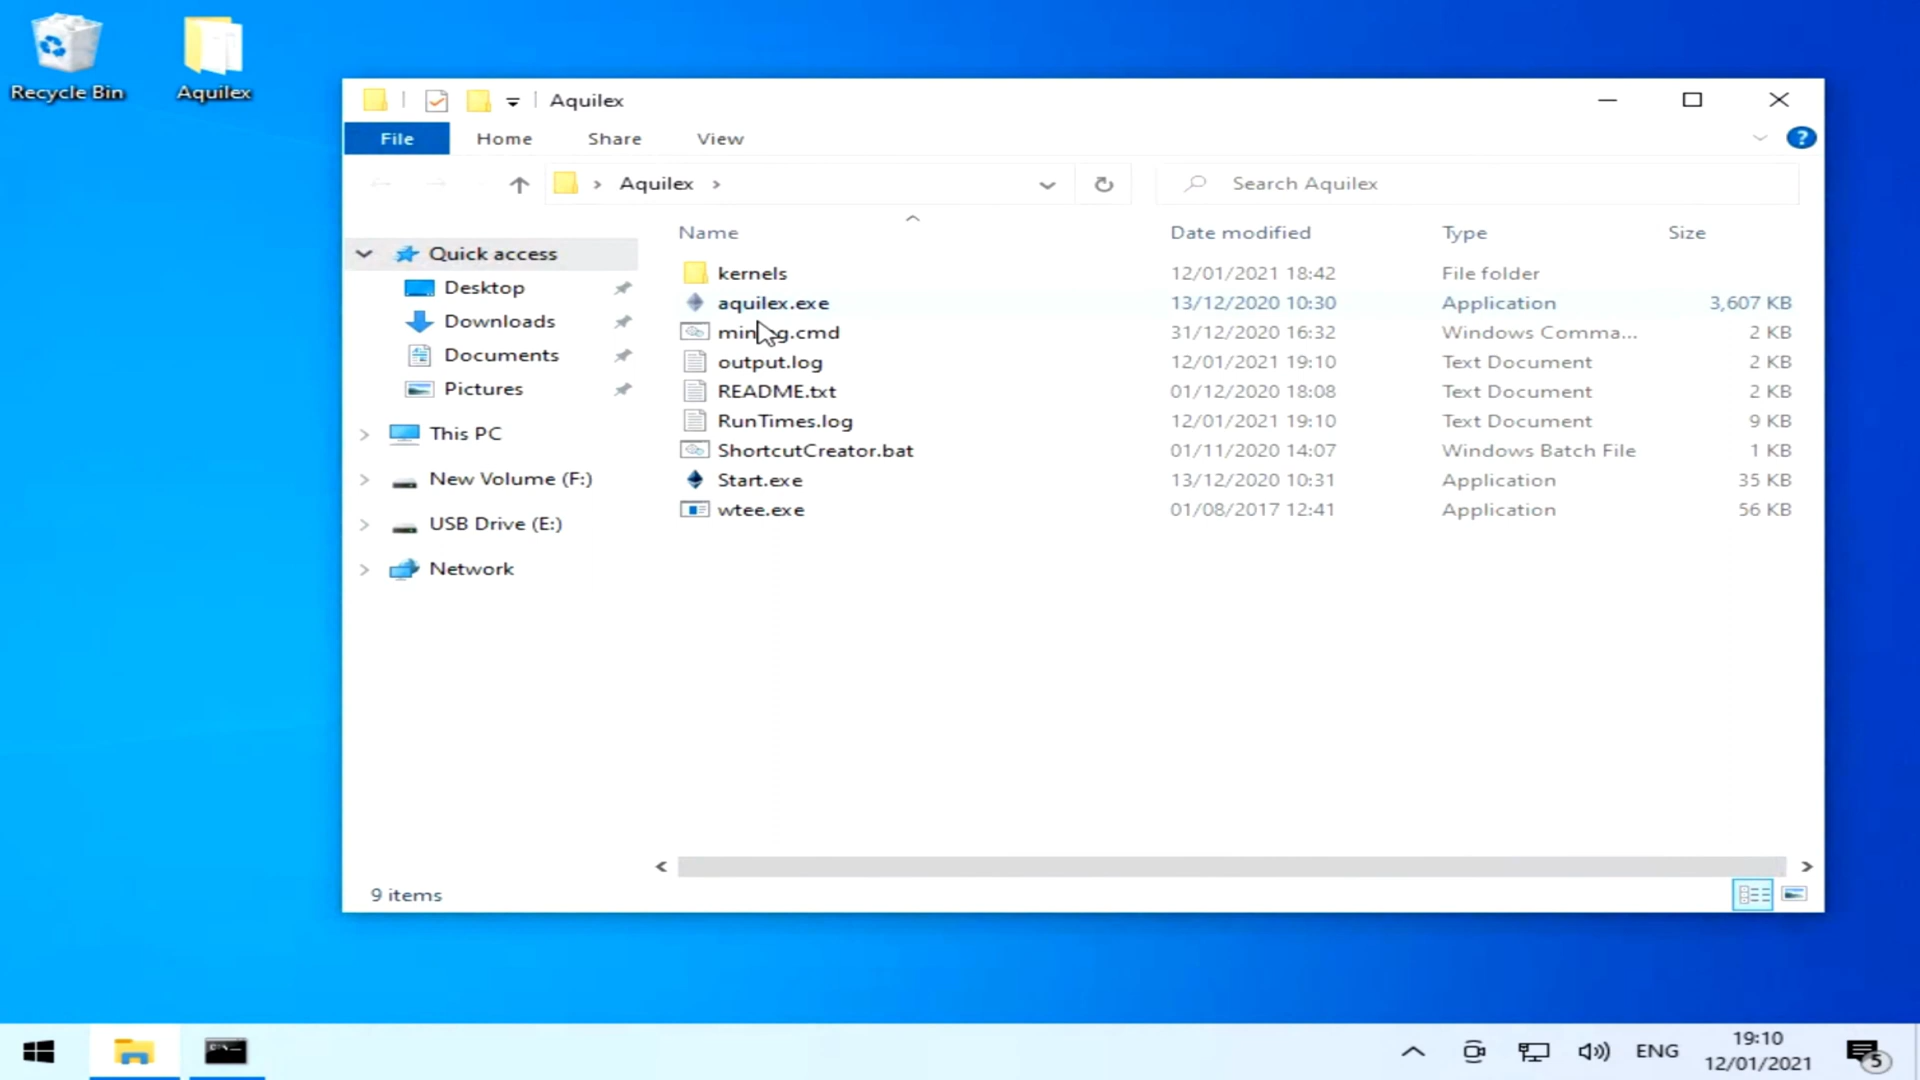 Recycle Bin
Aquilex
Aquilex
File Home Share View
Aquilex
Search Aquilex
Name Date modified Type Size
Quick access
Desktop
Downloads
Documents
Pictures
This PC
New Volume (F:)
USB Drive (E:)
Network
kernels 12/01/2021 18:42 File folder
aquilex.exe 13/12/2020 10:30 Application 3,607 KB
31/12/2020 16:32 Windows Comma... 2 KB
output.log 12/01/2021 19:10 Text Document 2 KB
README.txt 01/12/2020 18:08 Text Document 2 KB
RunTimes.log 12/01/2021 19:10 Text Document 9 KB
ShortcutCreator.bat 01/11/2020 14:07 Windows Batch File 1 KB
Start.exe 13/12/2020 10:31 Application 35 KB
wtee.exe 01/08/2017 12:41 Application 56 KB
9 items
ENG
19:10
12/01/2021
5